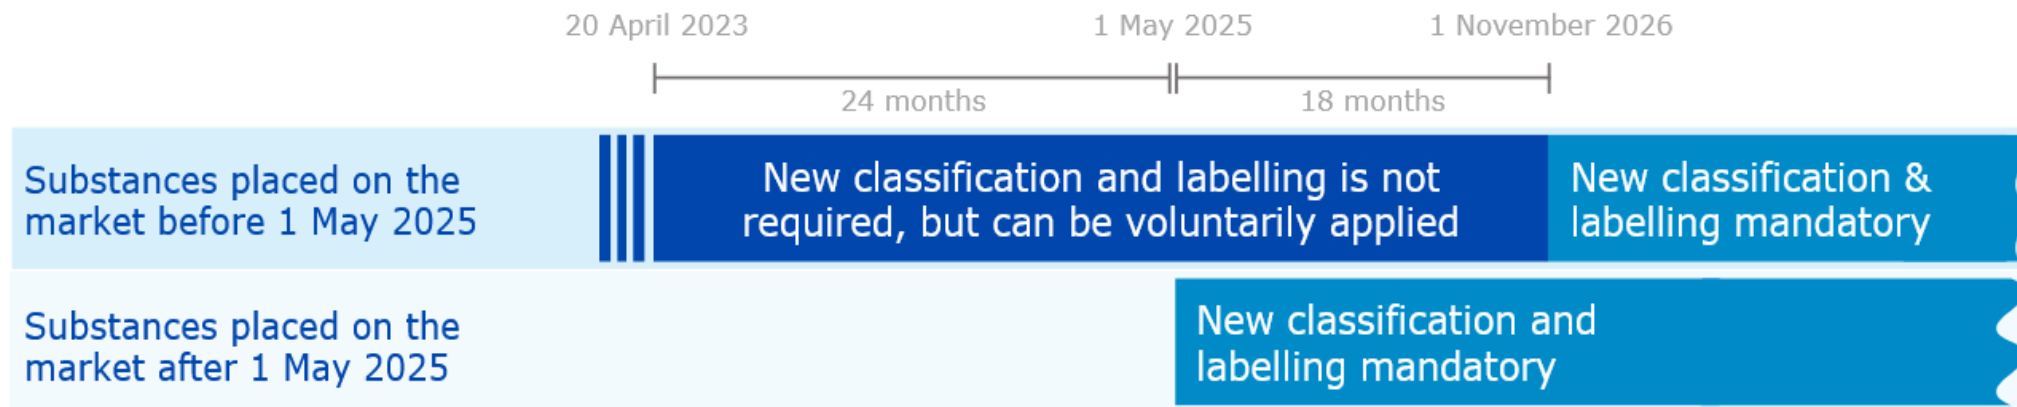 20 April 2023
1 May 2025
1 November 2026
24 months
18 months
Substances placed on the
market before 1 May 2025
New classification and labelling is not
required, but can be voluntarily applied
New classification &
labelling mandatory
Substances placed on the
market after 1 May 2025
New classification and
labelling mandatory